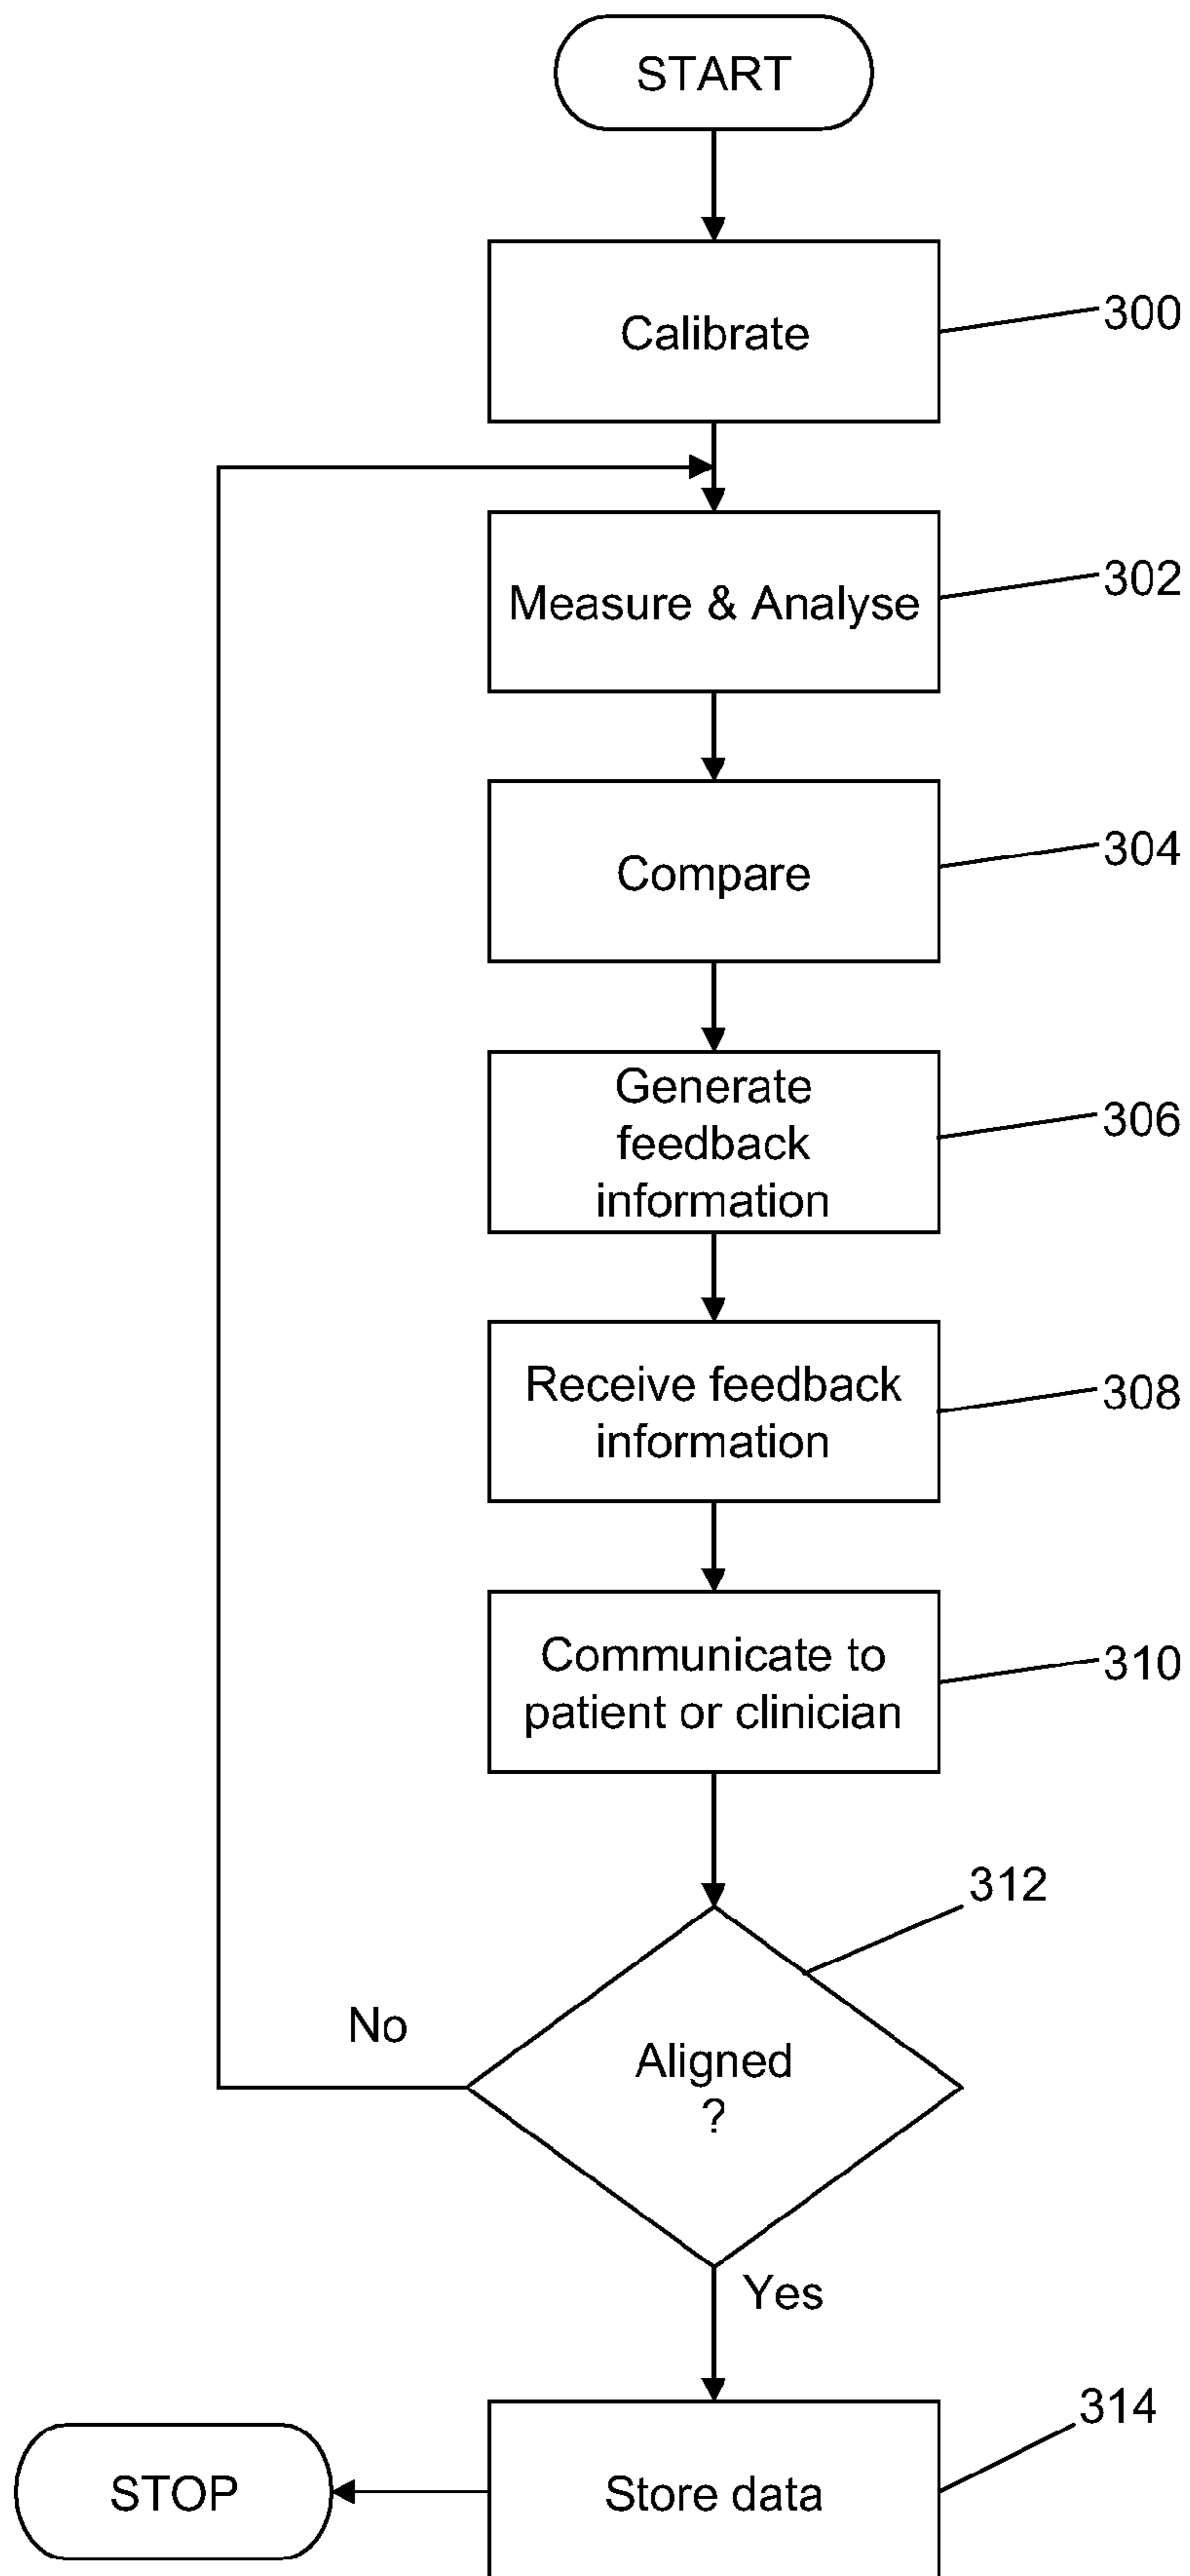 START
Calibrate
300
Measure & Analyse
302
Compare
304
Generate
feedback
information
306
Receive feedback
information
308
Communicate to
patient or clinician
310
312
No
Aligned
?
Yes
314
STOP
Store data